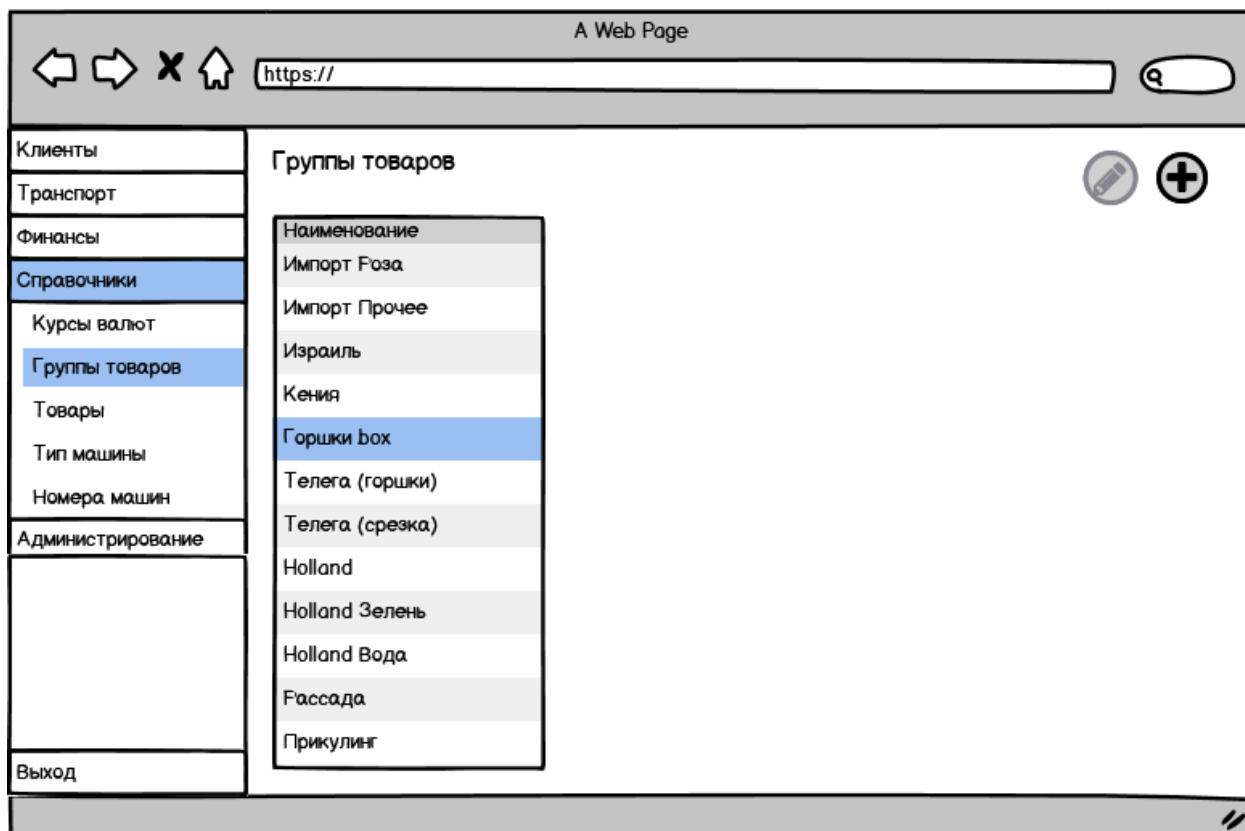 A Web Page
https://
Клиенты
Транспорт
Финансы
Справочники
Курсы валют
Группы товаров
Товары
Тип машины
Номера машин
Администрирование
Выход
Группы товаров
Наименование
Импорт Роза
Импорт Прочее
Израиль
Кения
Горшки box
Телега (горшки)
Телега (срезка)
Holland
Holland Зелень
Holland Вода
Рассада
Прикулинг